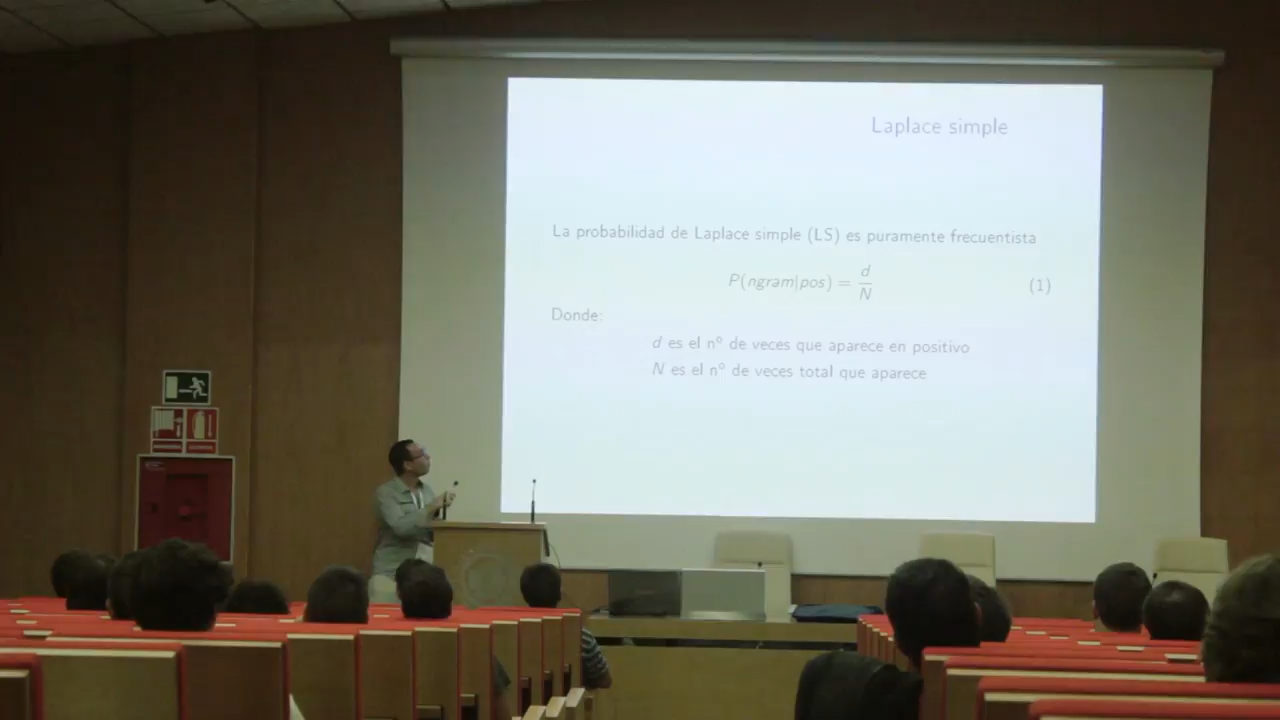 Laplace simple
La probabilidad de Laplace simple (LS) es puramente frecuentista
P(ngram|pos) = d/N (1)
Donde:
d es el nº de veces que aparece en positivo
N es el nº de veces total que aparece